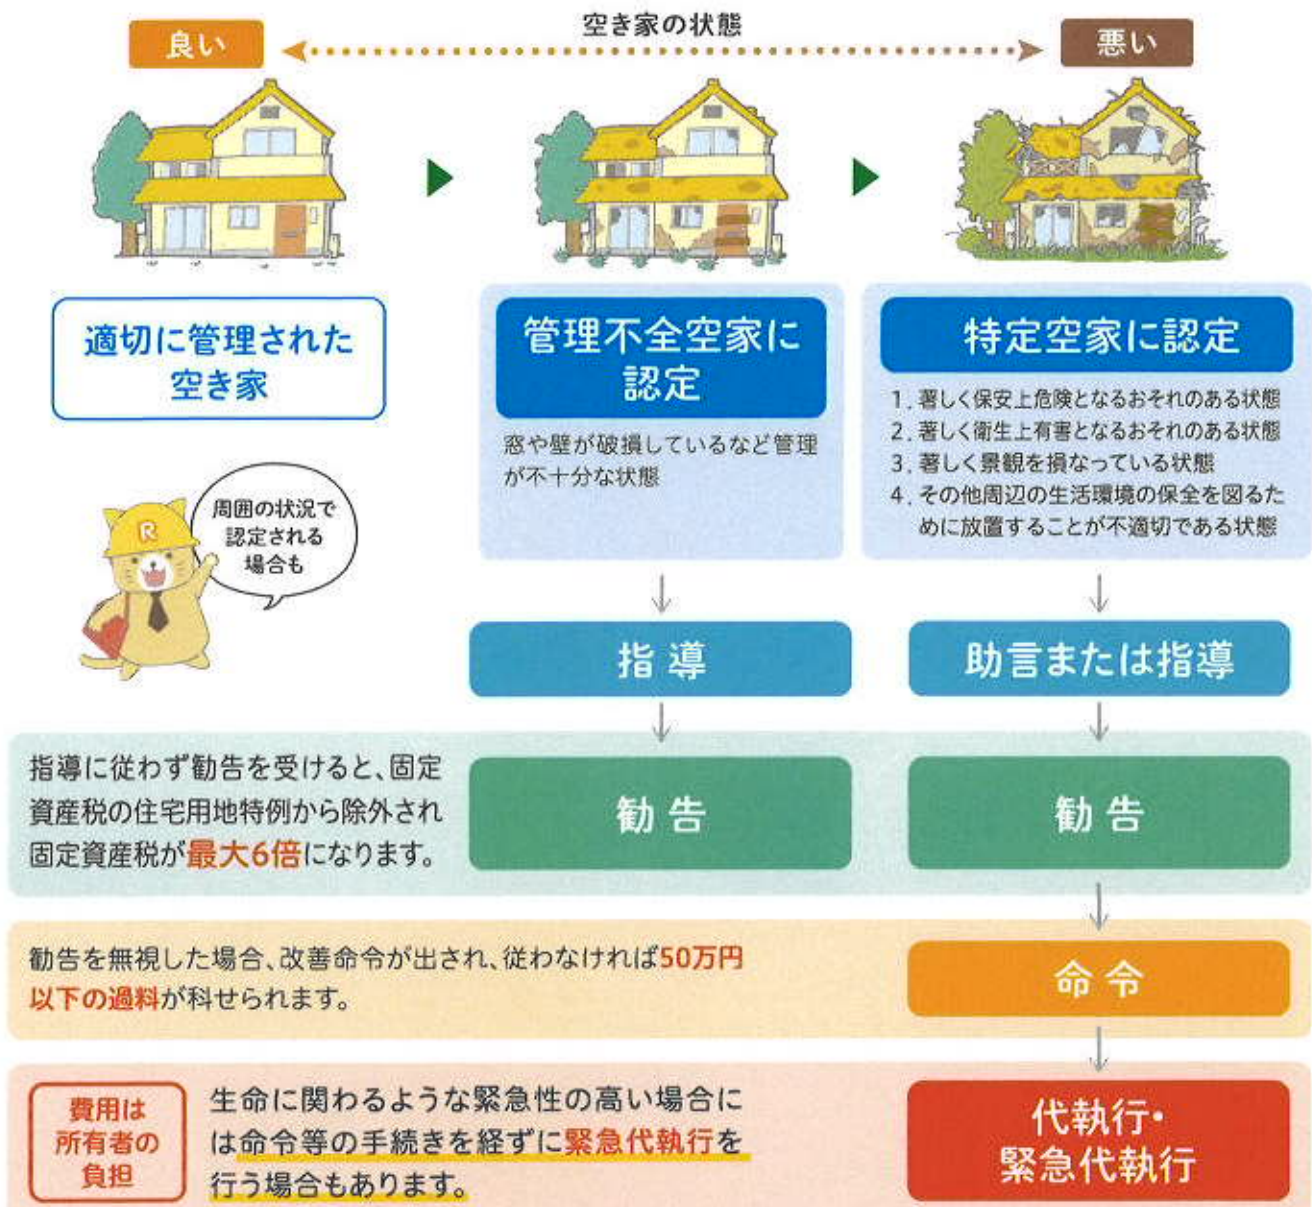 空き家の状態
良い
悪い
適切に管理された
空き家
管理不全空家に
認定
窓や壁が破損しているなど管理
が不十分な状態
特定空家に認定
1. 著しく保安上危険となるおそれのある状態
2. 著しく衛生上有害となるおそれのある状態
3. 著しく景観を損なっている状態
4. その他周辺の生活環境の保全を図るた
めに放置することが不適切である状態
R
周囲の状況で
認定される
場合も
指導
助言または指導
指導に従わず勧告を受けると、固定
資産税の住宅用地特例から除外され
固定資産税が最大6倍になります。
勧告
勧告
勧告を無視した場合、改善命令が出され、従わなければ50万円
以下の過料が科せられます。
命令
費用は
所有者の
負担
生命に関わるような緊急性の高い場合に
は命令等の手続きを経ずに緊急代執行を
行う場合もあります。
代執行・
緊急代執行